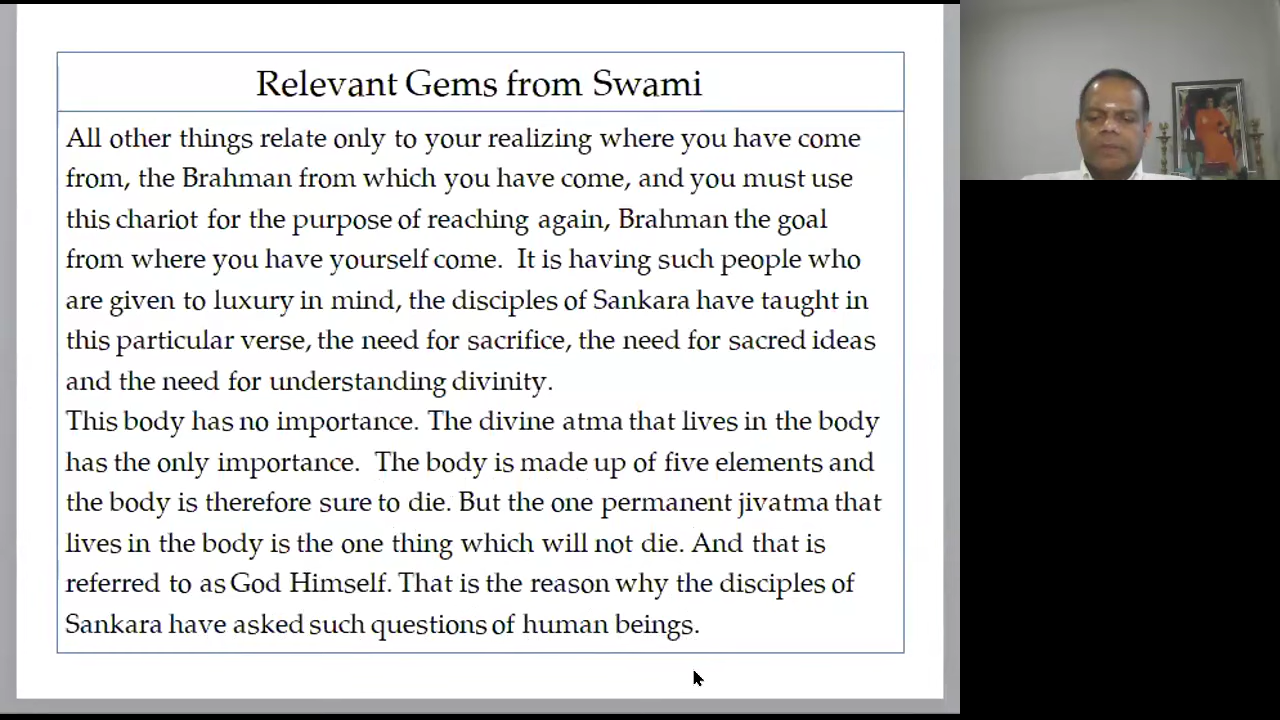 Relevant Gems from Swami
All other things relate only to your realizing where you have come
from, the Brahman from which you have come, and you must use
this chariot for the purpose of reaching again, Brahman the goal
from where you have yourself come.  It is having such people who
are given to luxury in mind, the disciples of Sankara have taught in
this particular verse, the need for sacrifice, the need for sacred ideas
and the need for understanding divinity.
This body has no importance. The divine atma that lives in the body
has the only importance.  The body is made up of five elements and
the body is therefore sure to die. But the one permanent jivatma that
lives in the body is the one thing which will not die. And that is
referred to as God Himself. That is the reason why the disciples of
Sankara have asked such questions of human beings.